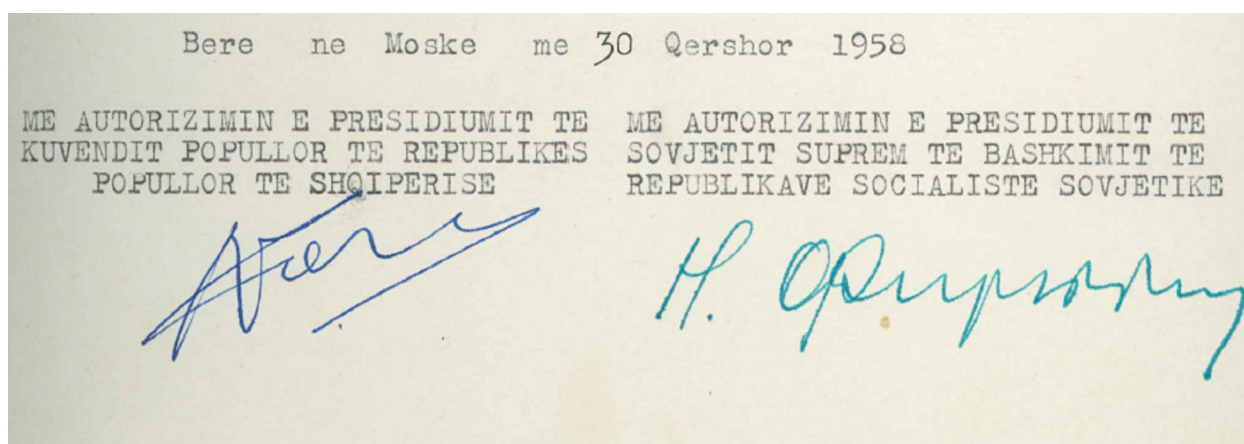 Bere ne Moske me 30 Qershor 1958
ME AUTORIZIMIN E PRESIDIUMIT TE
KUVENDIT POPULLOR TE REPUBLIKES
POPULLOR TE SHQIPERISE
ME AUTORIZIMIN E PRESIDIUMIT TE
SOVJETIT SUPREM TE BASHKIMIT TE
REPUBLIKAVE SOCIALISTE SOVJETIKE